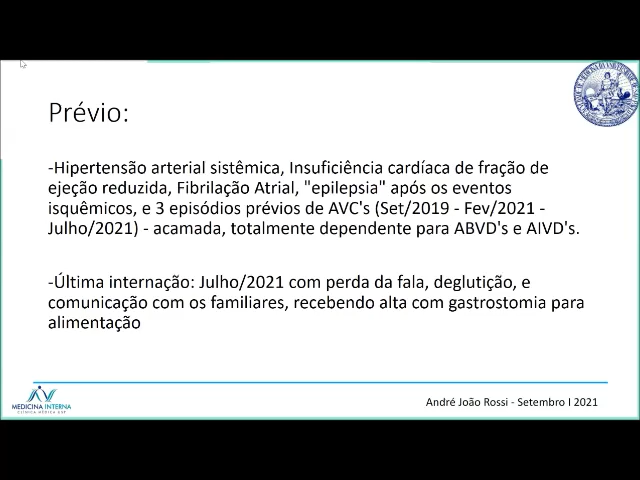 Prévio:
-Hipertensão arterial sistêmica, Insuficiência cardíaca de fração de
ejeção reduzida, Fibrilação Atrial, "epilepsia" após os eventos
isquêmicos, e 3 episódios prévios de AVC's (Set/2019 - Fev/2021 -
Julho/2021) - acamada, totalmente dependente para ABVD's e AIVD's.
-Última internação: Julho/2021 com perda da fala, deglutição, e
comunicação com os familiares, recebendo alta com gastrostomia para
alimentação
MEDICINA INTERNA
CLÍNICA MÉDICA USP
André João Rossi - Setembro I 2021